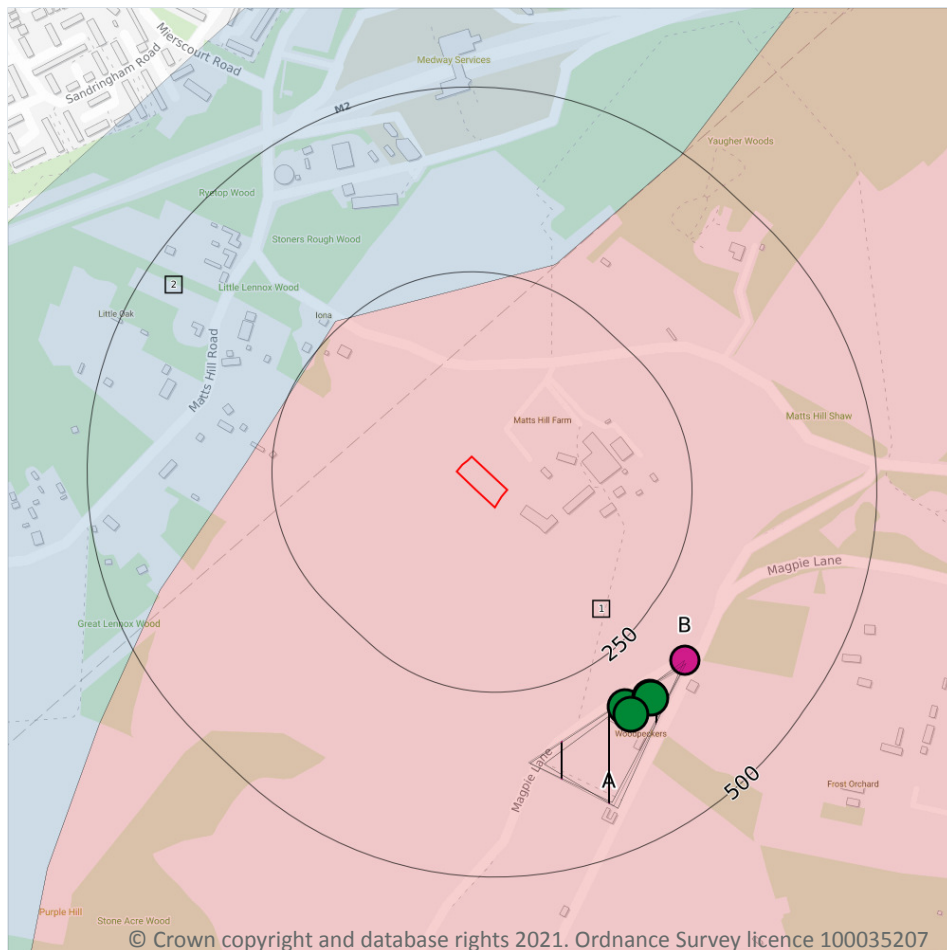 Mierscourt Road
Sandringham Road
Medway Services
M2
Yaugher Woods
Ryetop Wood
Stoners Rough Wood
2
Little Lennox Wood
Little Oak
Iona
Matts Hill Road
Matts Hill Farm
Matts Hill Shaw
Magpie Lane
1
Great Lennox Wood
B
250
Woodpeckers
A
Magpie Lane
500
Frost Orchard
Purple Hill
Stone Acre Wood
© Crown copyright and database rights 2021. Ordnance Survey licence 100035207